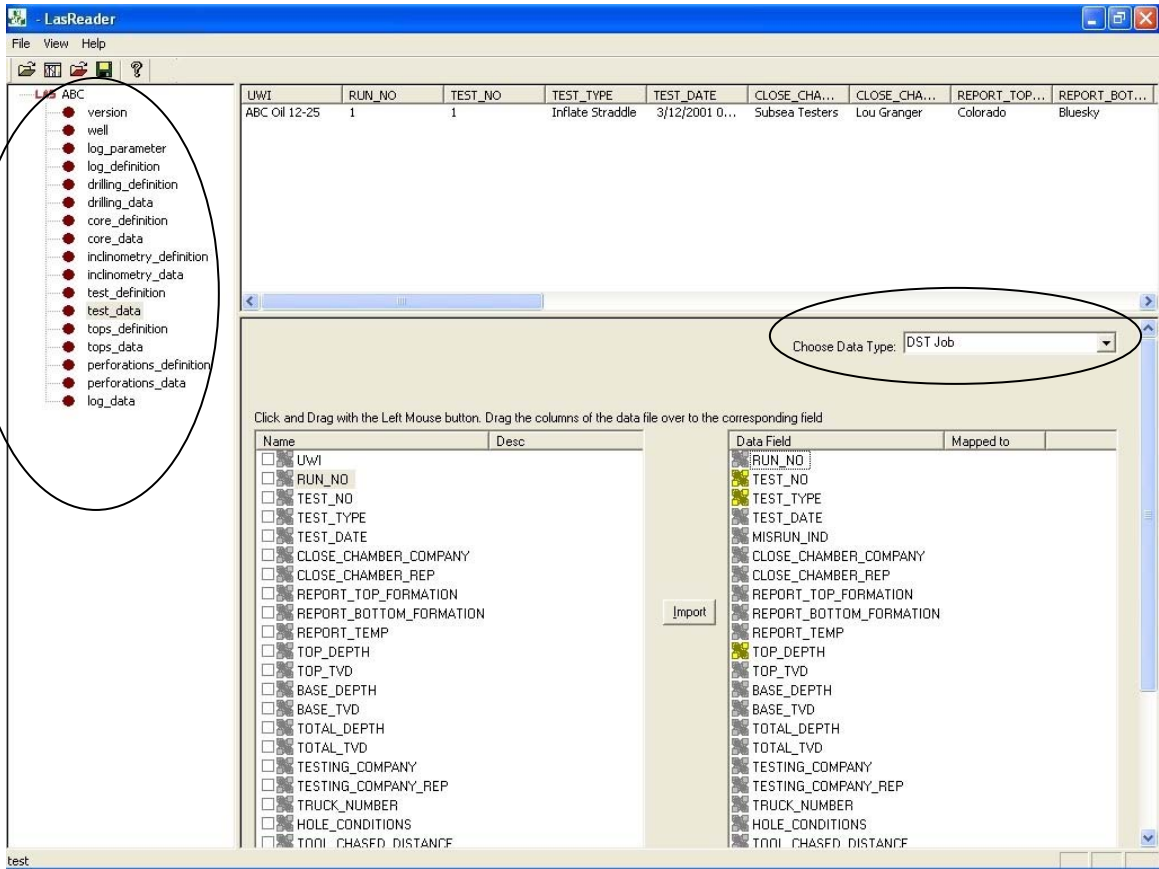 - LasReader
File View Help
LAS ABC
version
well
log_parameter
log_definition
drilling_definition
drilling_data
core_definition
core_data
inclinometry_definition
inclinometry_data
test_definition
test_data
tops_definition
tops_data
perforations_definition
perforations_data
log_data
UWI RUN_NO TEST_NO TEST_TYPE TEST_DATE CLOSE_CHA... CLOSE_CHA... REPORT_TOP... REPORT_BOT...
ABC Oil 12-25 1 1 Inflate Straddle 3/12/2001 0... Subsea Testers Lou Granger Colorado Bluesky
Choose Data Type: DST Job
Click and Drag with the Left Mouse button. Drag the columns of the data file over to the corresponding field
Name Desc
UWI
RUN_NO
TEST_NO
TEST_TYPE
TEST_DATE
CLOSE_CHAMBER_COMPANY
CLOSE_CHAMBER_REP
REPORT_TOP_FORMATION
REPORT_BOTTOM_FORMATION
REPORT_TEMP
TOP_DEPTH
TOP_TVD
BASE_DEPTH
BASE_TVD
TOTAL_DEPTH
TOTAL_TVD
TESTING_COMPANY
TESTING_COMPANY_REP
TRUCK_NUMBER
HOLE_CONDITIONS
TOOL_CHASED_DISTANCE
Import
Data Field Mapped to
RUN_NO
TEST_NO
TEST_TYPE
TEST_DATE
MISRUN_IND
CLOSE_CHAMBER_COMPANY
CLOSE_CHAMBER_REP
REPORT_TOP_FORMATION
REPORT_BOTTOM_FORMATION
REPORT_TEMP
TOP_DEPTH
TOP_TVD
BASE_DEPTH
BASE_TVD
TOTAL_DEPTH
TOTAL_TVD
TESTING_COMPANY
TESTING_COMPANY_REP
TRUCK_NUMBER
HOLE_CONDITIONS
TOOL_CHASED_DISTANCE
test